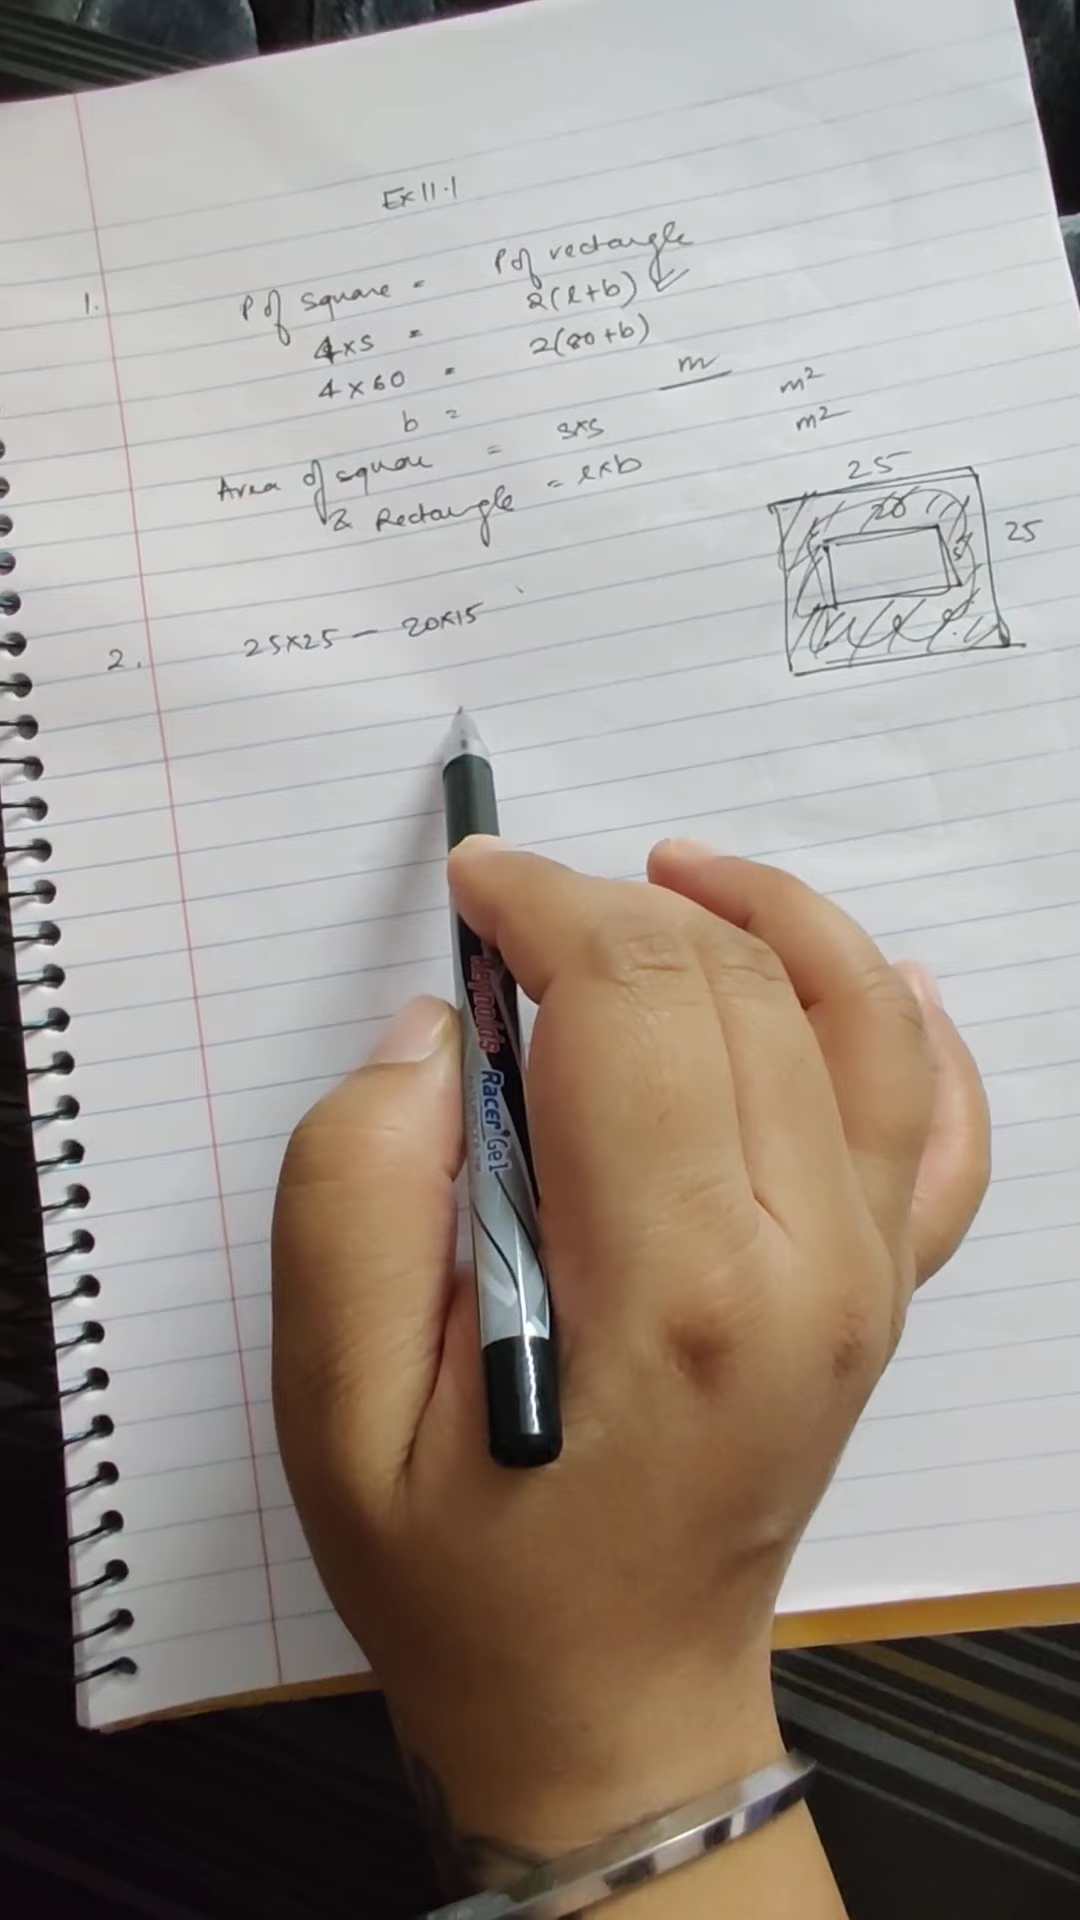 Ex 11.1
1. P of square = P of rectangle
4×s = 2(l+b)
4×60 = 2(80+b)
b = m
Area of square = s×s m²
& Rectangle = l×b m²
25
20
25
2. 25×25 - 20×15
Reynolds Racer Gel